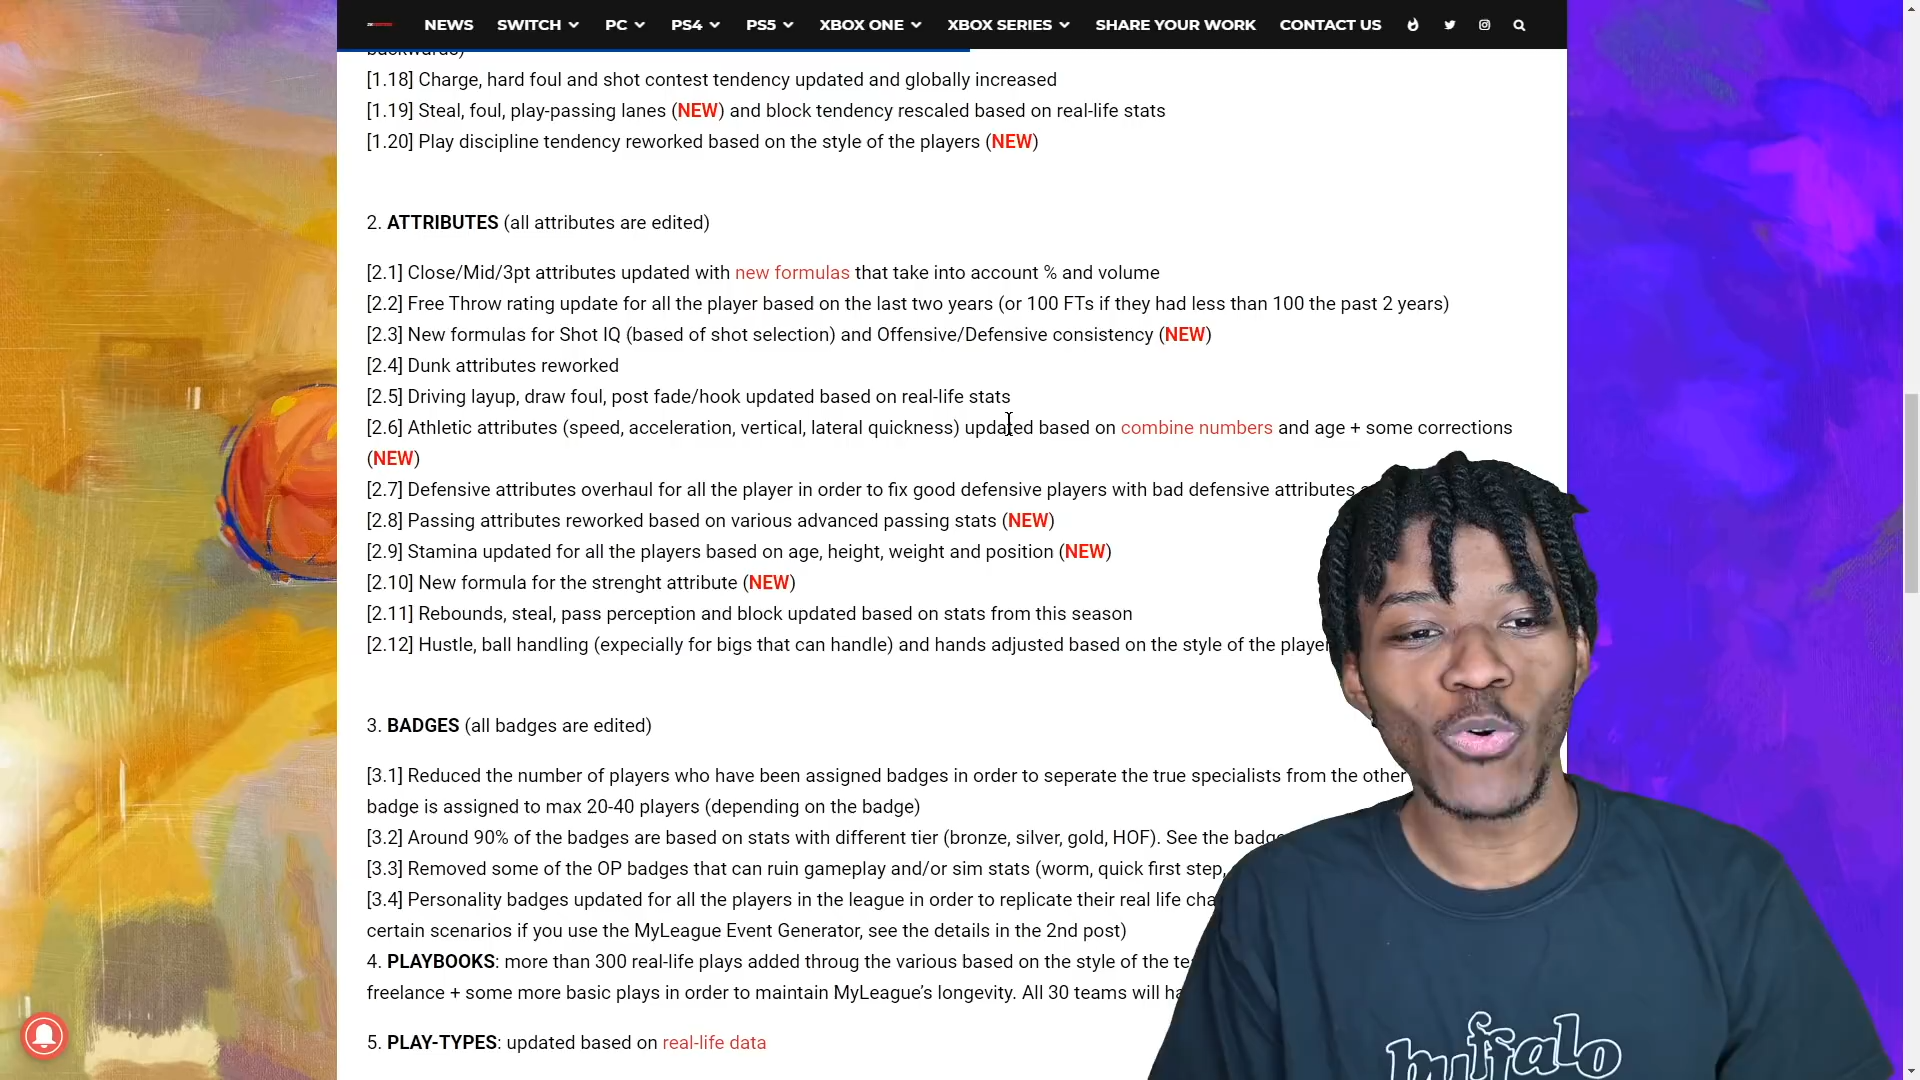 NEWS SWITCH PC PS4 PS5 XBOX ONE XBOX SERIES SHARE YOUR WORK CONTACT US
backwards)
[1.18] Charge, hard foul and shot contest tendency updated and globally increased
[1.19] Steal, foul, play-passing lanes (NEW) and block tendency rescaled based on real-life stats
[1.20] Play discipline tendency reworked based on the style of the players (NEW)
2. ATTRIBUTES (all attributes are edited)
[2.1] Close/Mid/3pt attributes updated with new formulas that take into account % and volume
[2.2] Free Throw rating update for all the player based on the last two years (or 100 FTs if they had less than 100 the past 2 years)
[2.3] New formulas for Shot IQ (based of shot selection) and Offensive/Defensive consistency (NEW)
[2.4] Dunk attributes reworked
[2.5] Driving layup, draw foul, post fade/hook updated based on real-life stats
[2.6] Athletic attributes (speed, acceleration, vertical, lateral quickness) updated based on combine numbers and age + some corrections
(NEW)
[2.7] Defensive attributes overhaul for all the player in order to fix good defensive players with bad defensive attributes
[2.8] Passing attributes reworked based on various advanced passing stats (NEW)
[2.9] Stamina updated for all the players based on age, height, weight and position (NEW)
[2.10] New formula for the strenght attribute (NEW)
[2.11] Rebounds, steal, pass perception and block updated based on stats from this season
[2.12] Hustle, ball handling (expecially for bigs that can handle) and hands adjusted based on the style of the player
3. BADGES (all badges are edited)
[3.1] Reduced the number of players who have been assigned badges in order to seperate the true specialists from the other
badge is assigned to max 20-40 players (depending on the badge)
[3.2] Around 90% of the badges are based on stats with different tier (bronze, silver, gold, HOF). See the
[3.3] Removed some of the OP badges that can ruin gameplay and/or sim stats (worm, quick first step,
[3.4] Personality badges updated for all the players in the league in order to replicate their real life
certain scenarios if you use the MyLeague Event Generator, see the details in the 2nd post)
4. PLAYBOOKS: more than 300 real-life plays added throug the various based on the style of the
freelance + some more basic plays in order to maintain MyLeague's longevity. All 30 teams will
5. PLAY-TYPES: updated based on real-life data
buffalo